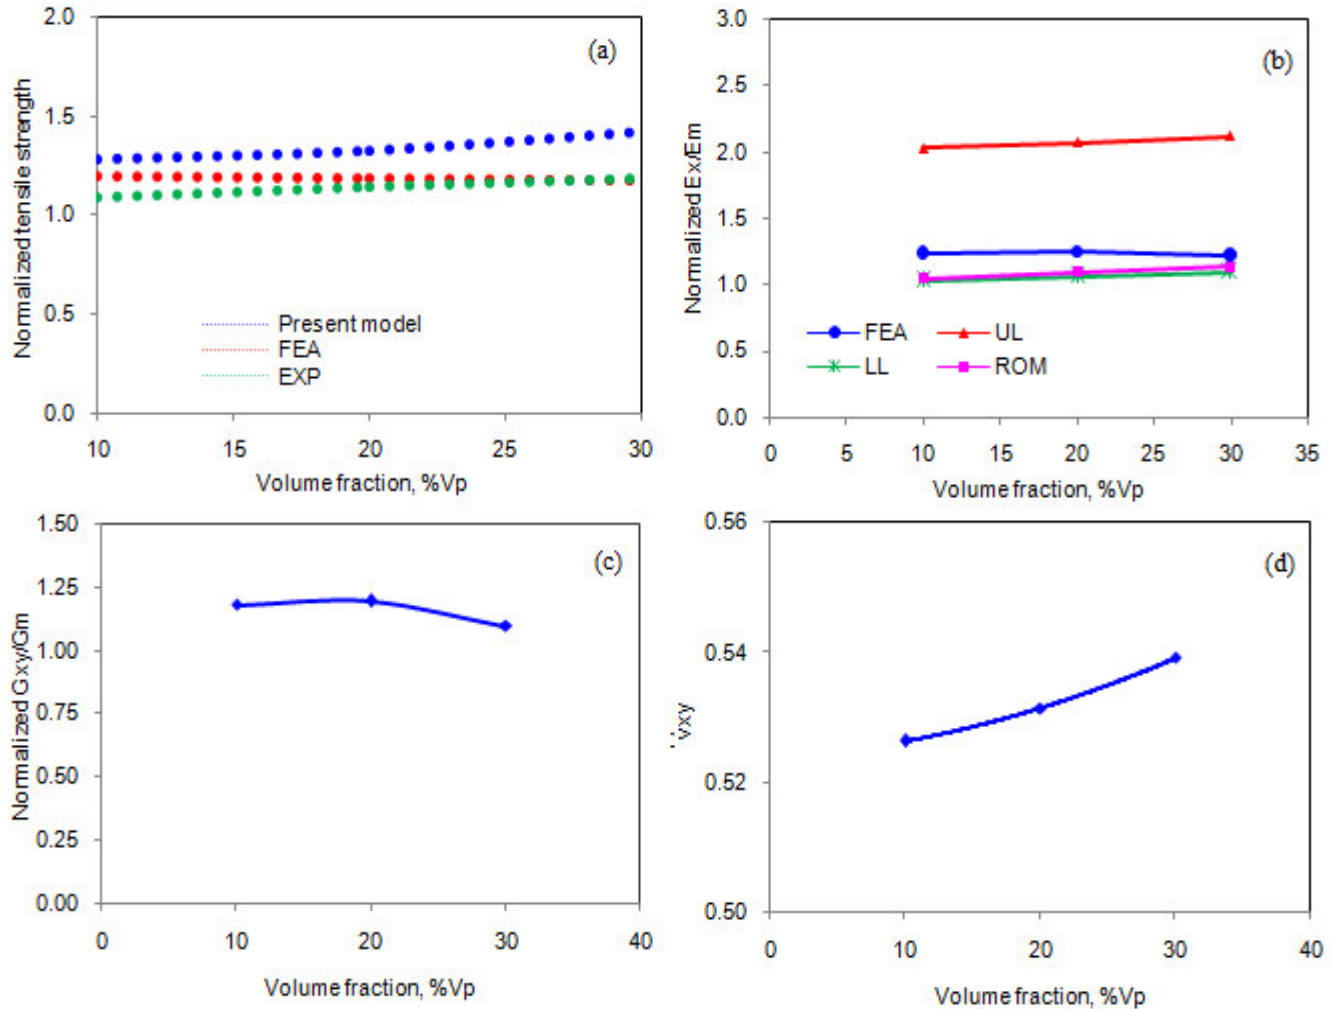 (a)
Normalized tensile strength
2.0
1.5
1.0
0.5
0.0
Present model
FEA
EXP
10 15 20 25 30
Volume fraction, %Vp
(b)
Normalized Ex/Em
3.0
2.5
2.0
1.5
1.0
0.5
0.0
FEA UL
LL ROM
0 5 10 15 20 25 30 35
Volume fraction, %Vp
(c)
Normalized Gxy/Gm
1.50
1.25
1.00
0.75
0.50
0.25
0.00
0 10 20 30 40
Volume fraction, %Vp
(d)
νxy
0.56
0.54
0.52
0.50
0 10 20 30 40
Volume fraction, %Vp